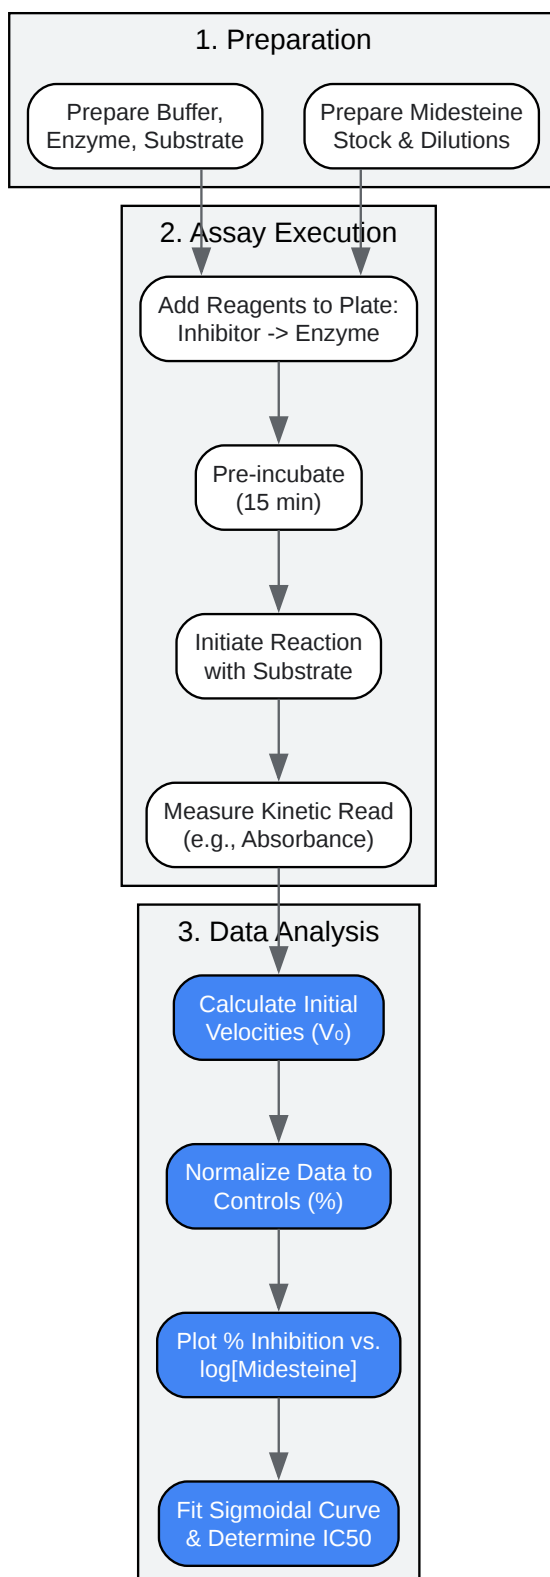 1. Preparation
Prepare Buffer,
Enzyme, Substrate
Prepare Midesteine
Stock & Dilutions
2. Assay Execution
Add Reagents to Plate:
Inhibitor -> Enzyme
Pre-incubate
(15 min)
Initiate Reaction
with Substrate
Measure Kinetic Read
(e.g., Absorbance)
3. Data Analysis
Calculate Initial
Velocities (V₀)
Normalize Data to
Controls (%)
Plot % Inhibition vs.
log[Midesteine]
Fit Sigmoidal Curve
& Determine IC50